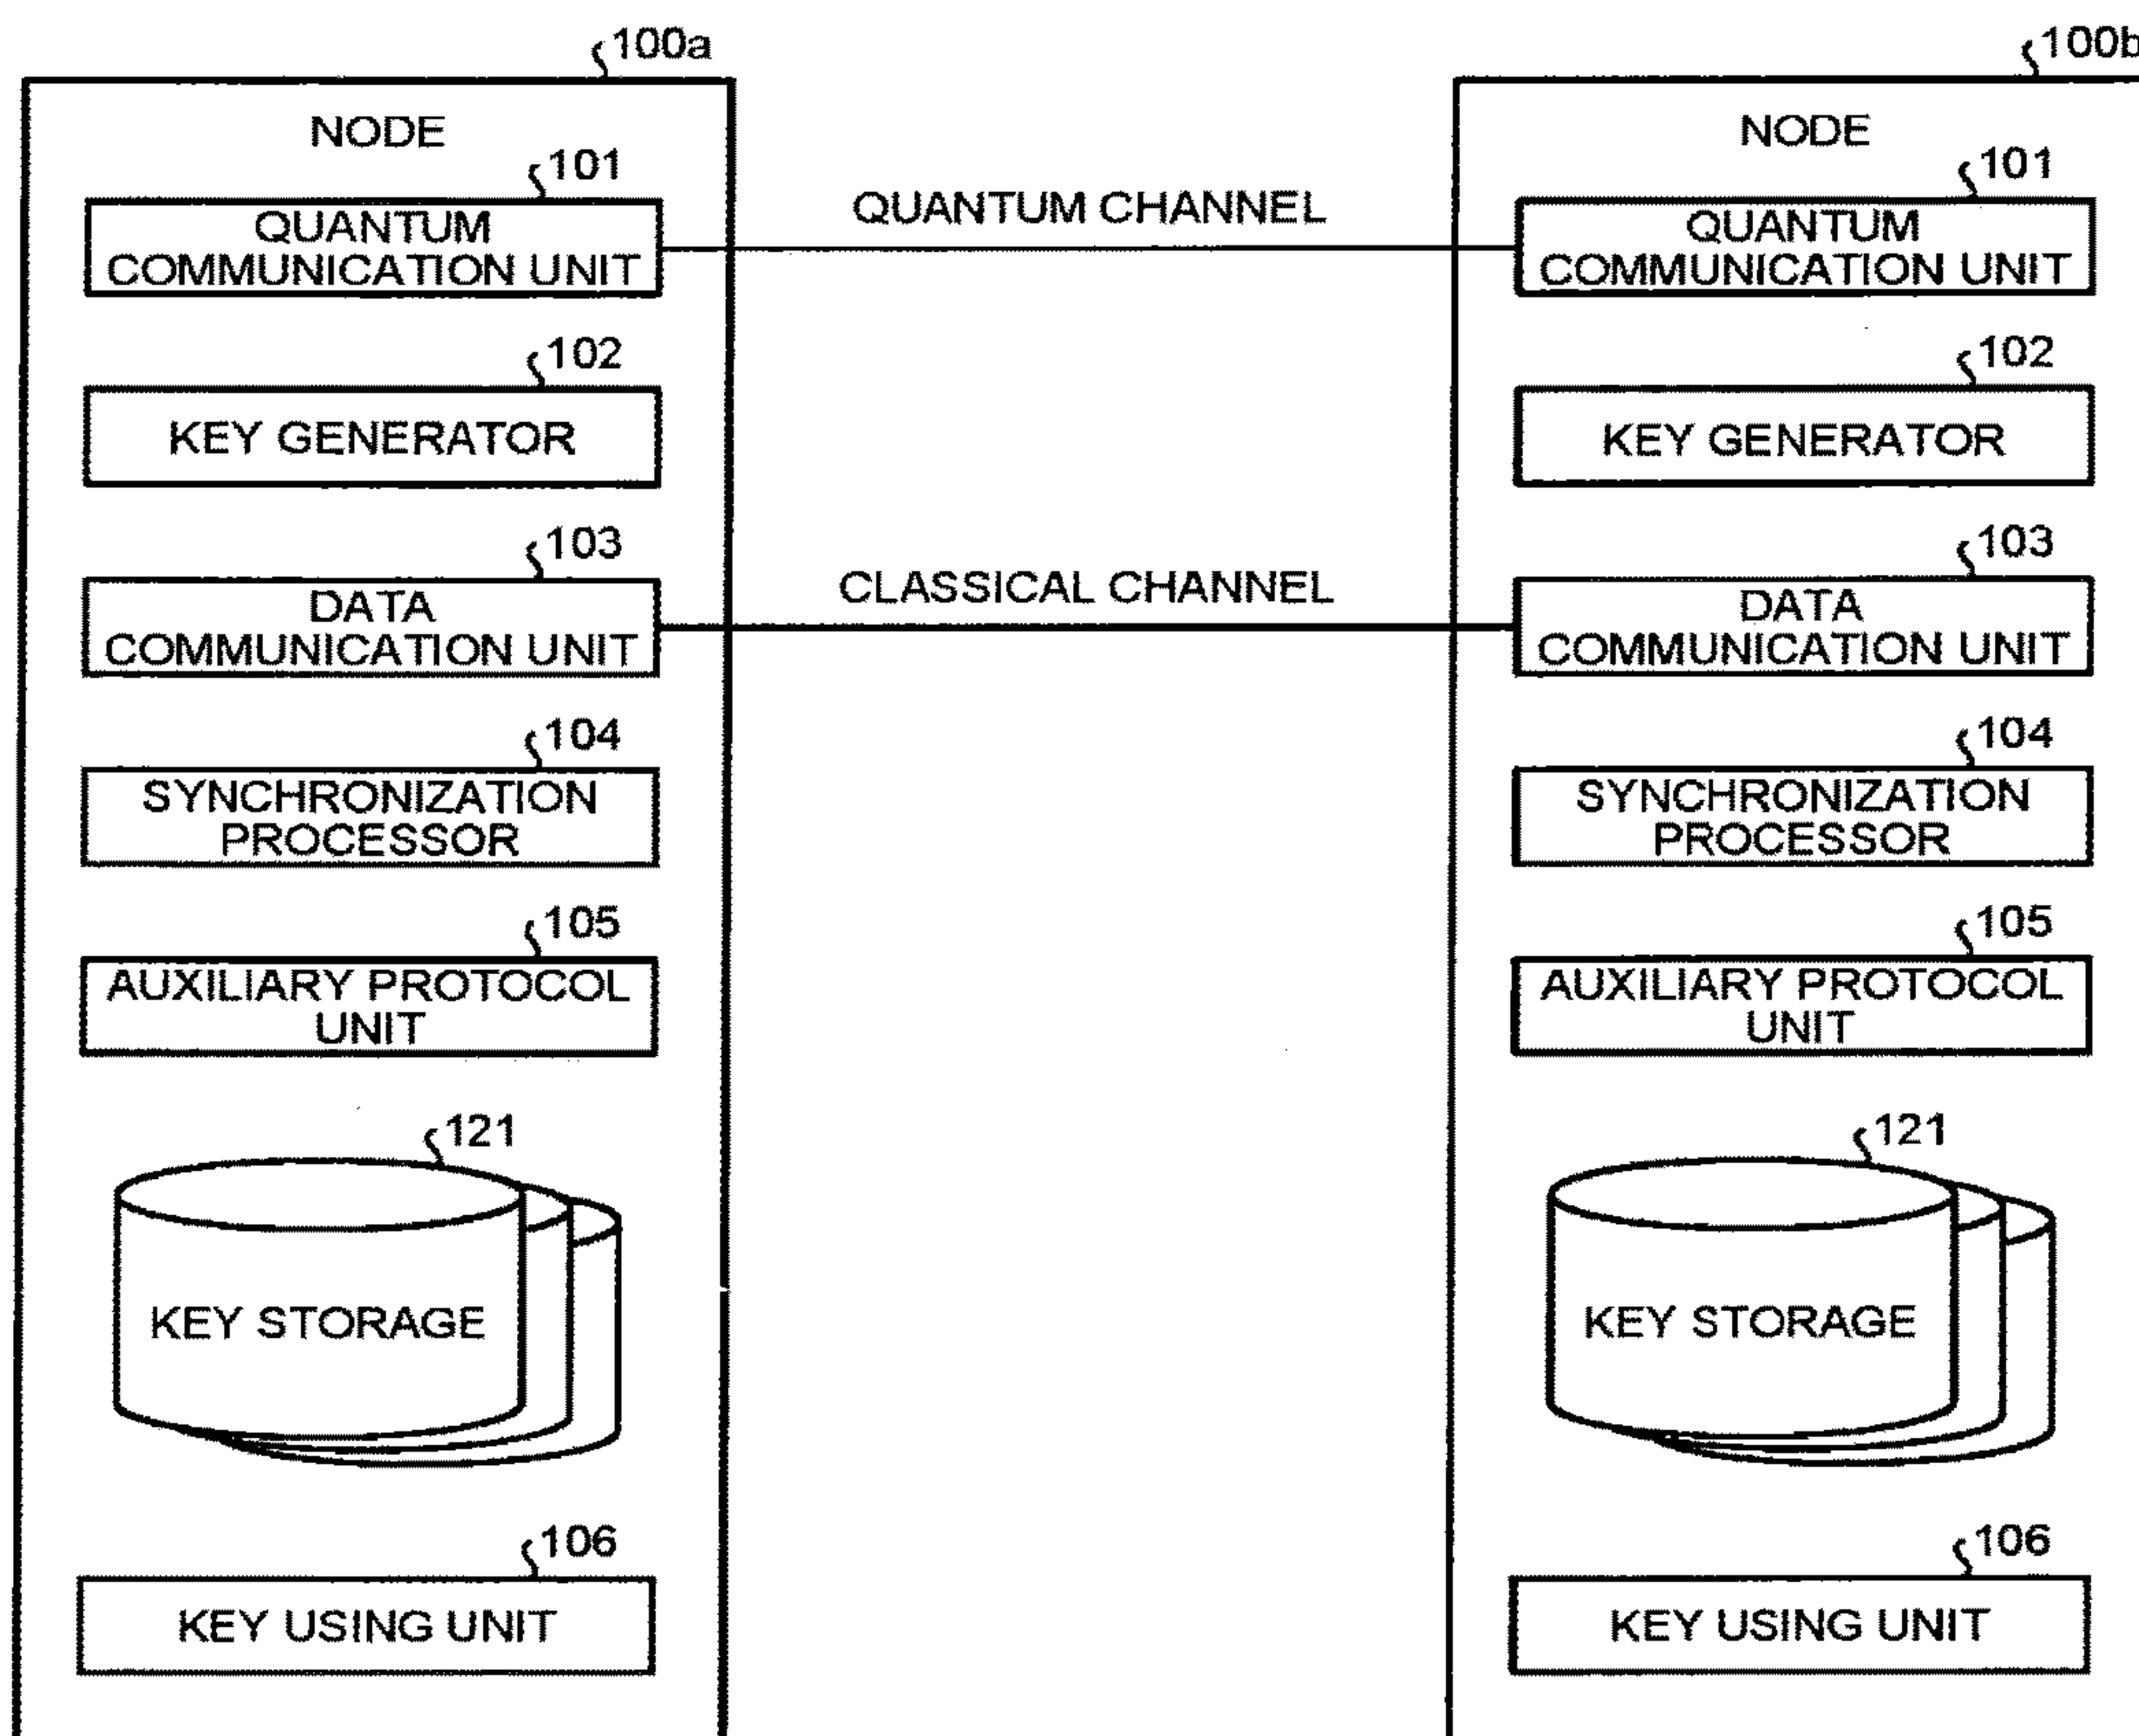 100a
NODE
101
QUANTUM
COMMUNICATION UNIT
102
KEY GENERATOR
103
DATA
COMMUNICATION UNIT
104
SYNCHRONIZATION
PROCESSOR
105
AUXILIARY PROTOCOL
UNIT
121
KEY STORAGE
106
KEY USING UNIT
QUANTUM CHANNEL
CLASSICAL CHANNEL
100b
NODE
101
QUANTUM
COMMUNICATION UNIT
102
KEY GENERATOR
103
DATA
COMMUNICATION UNIT
104
SYNCHRONIZATION
PROCESSOR
105
AUXILIARY PROTOCOL
UNIT
121
KEY STORAGE
106
KEY USING UNIT